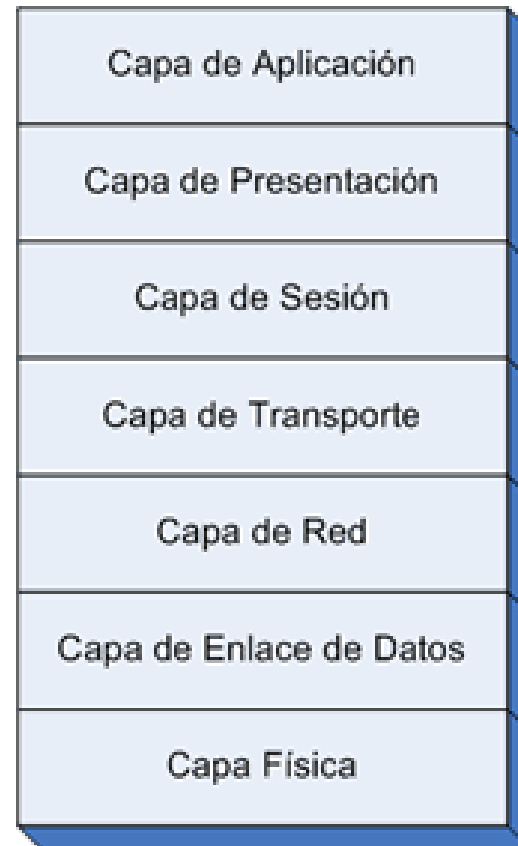 Capa de Aplicación
Capa de Presentación
Capa de Sesión
Capa de Transporte
Capa de Red
Capa de Enlace de Datos
Capa Física